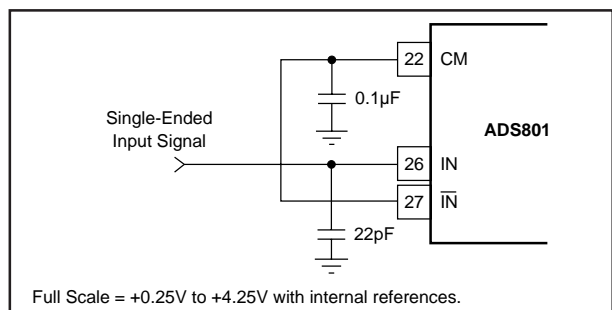 22 CM
0.1µF
Single-Ended
Input Signal
ADS801
26 IN
27 I̅N̅
22pF
Full Scale = +0.25V to +4.25V with internal references.